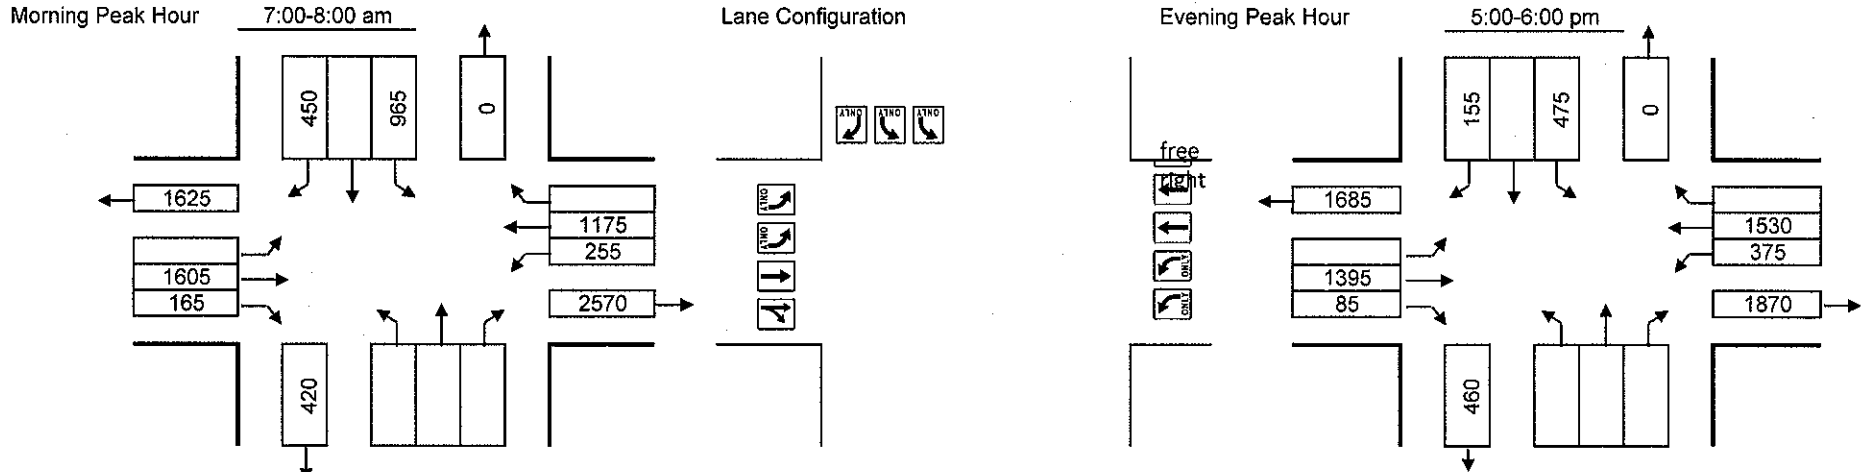 Morning Peak Hour 7:00-8:00 am Lane Configuration Evening Peak Hour 5:00-6:00 pm
450 965 0 155 475 0
ONLY ONLY ONLY
free
right
1625 1685
1175 ONLY 1530
255 ONLY 375
1605 ONLY 1395
165 ONLY 85
2570 1870
420 460